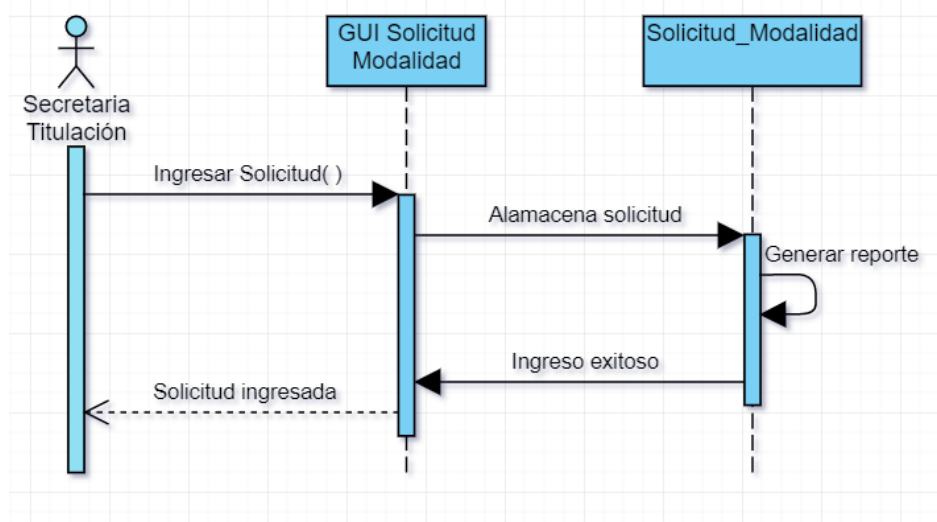 GUI Solicitud
Modalidad
Solicitud_Modalidad
Secretaria
Titulación
Ingresar Solicitud( )
Alamacena solicitud
Generar reporte
Ingreso exitoso
Solicitud ingresada